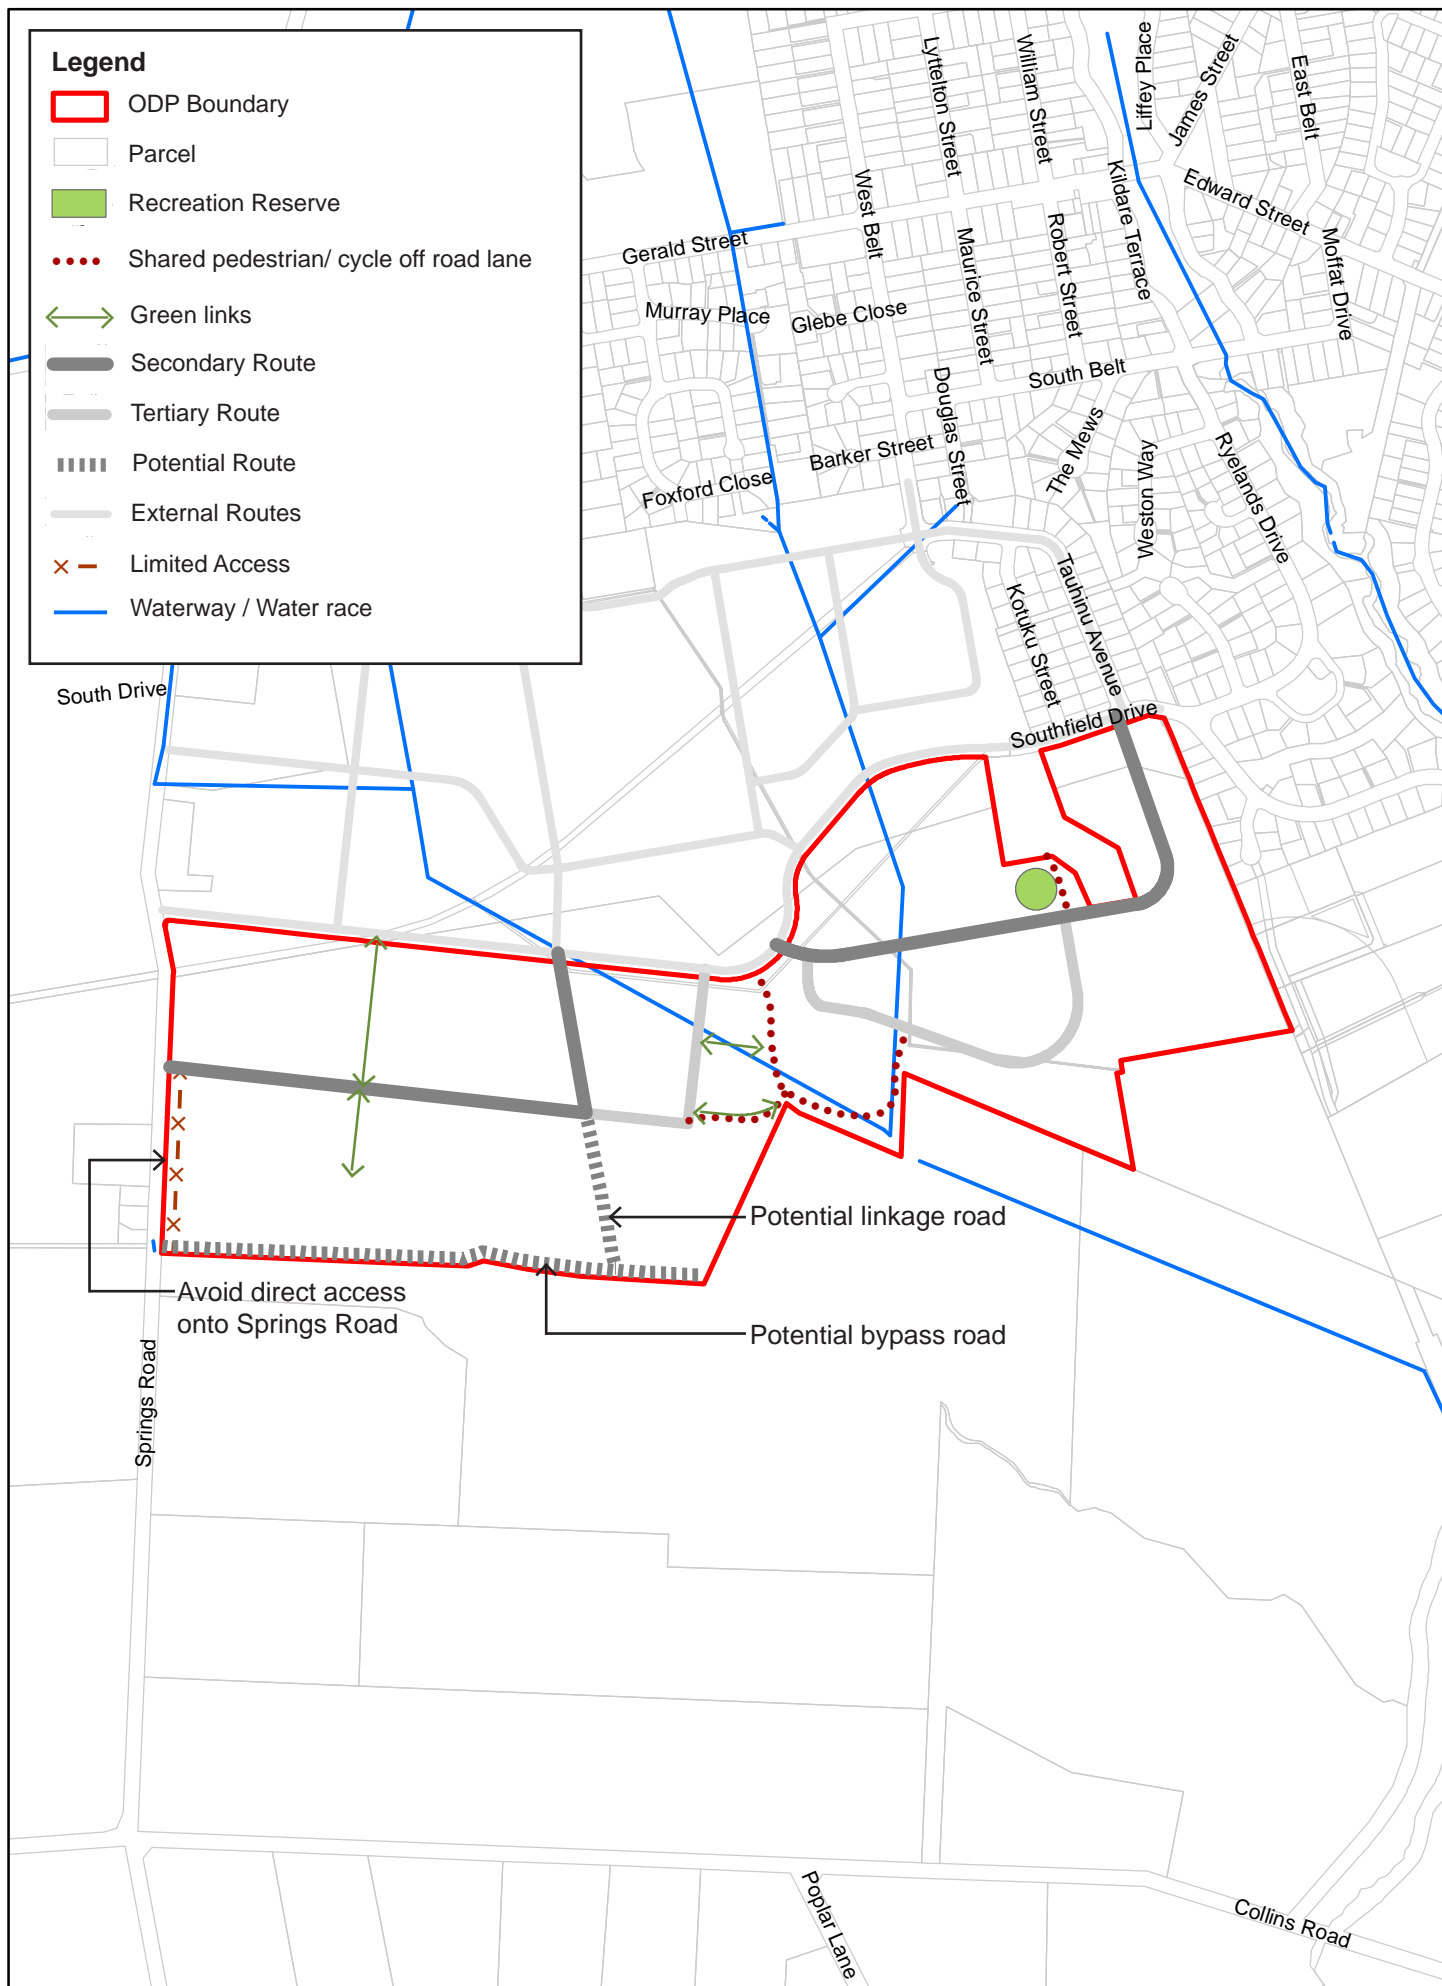 Legend
ODP Boundary
Parcel
Recreation Reserve
Shared pedestrian/ cycle off road lane
Green links
Secondary Route
Tertiary Route
Potential Route
External Routes
Limited Access
Waterway / Water race
Lyttelton Street
William Street
Liffey Place
James Street
East Belt
West Belt
Kildare Terrace
Edward Street
Gerald Street
Maurice Street
Robert Street
Moffat Drive
Murray Place
Glebe Close
South Belt
Douglas Street
The Mews
Barker Street
Weston Way
Ryelands Drive
Foxford Close
Tauhinu Avenue
Kotuku Street
South Drive
Southfield Drive
Potential linkage road
Avoid direct access
onto Springs Road
Potential bypass road
Springs Road
Poplar Lane
Collins Road